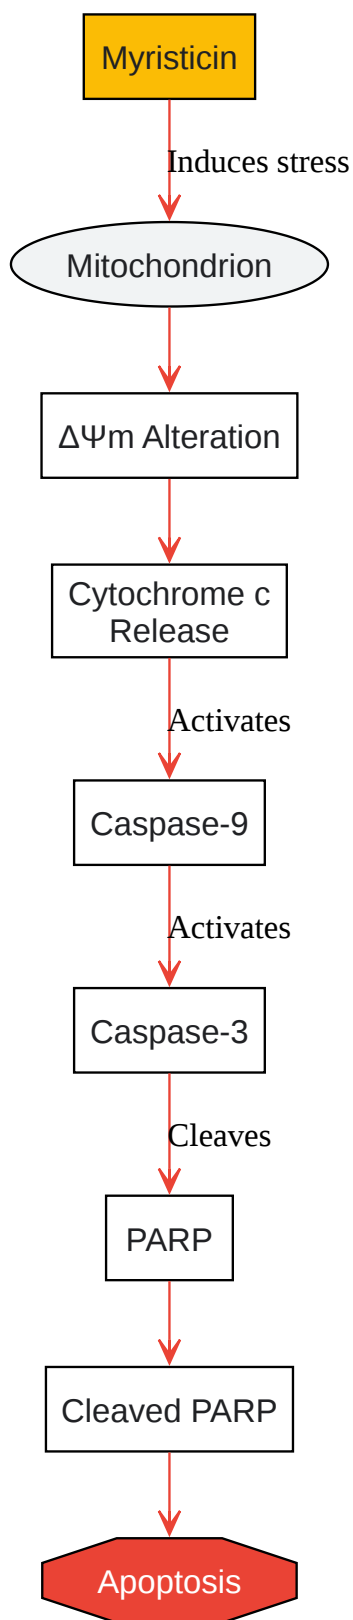 Myristicin
Induces stress
Mitochondrion
ΔΨm Alteration
Cytochrome c
Release
Activates
Caspase-9
Activates
Caspase-3
Cleaves
PARP
Cleaved PARP
Apoptosis